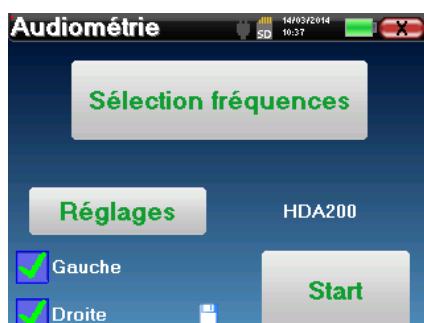 Audiométrie SD 14/03/2014 10:37 X
Sélection fréquences
Réglages HDA200
Gauche
Start
Droite